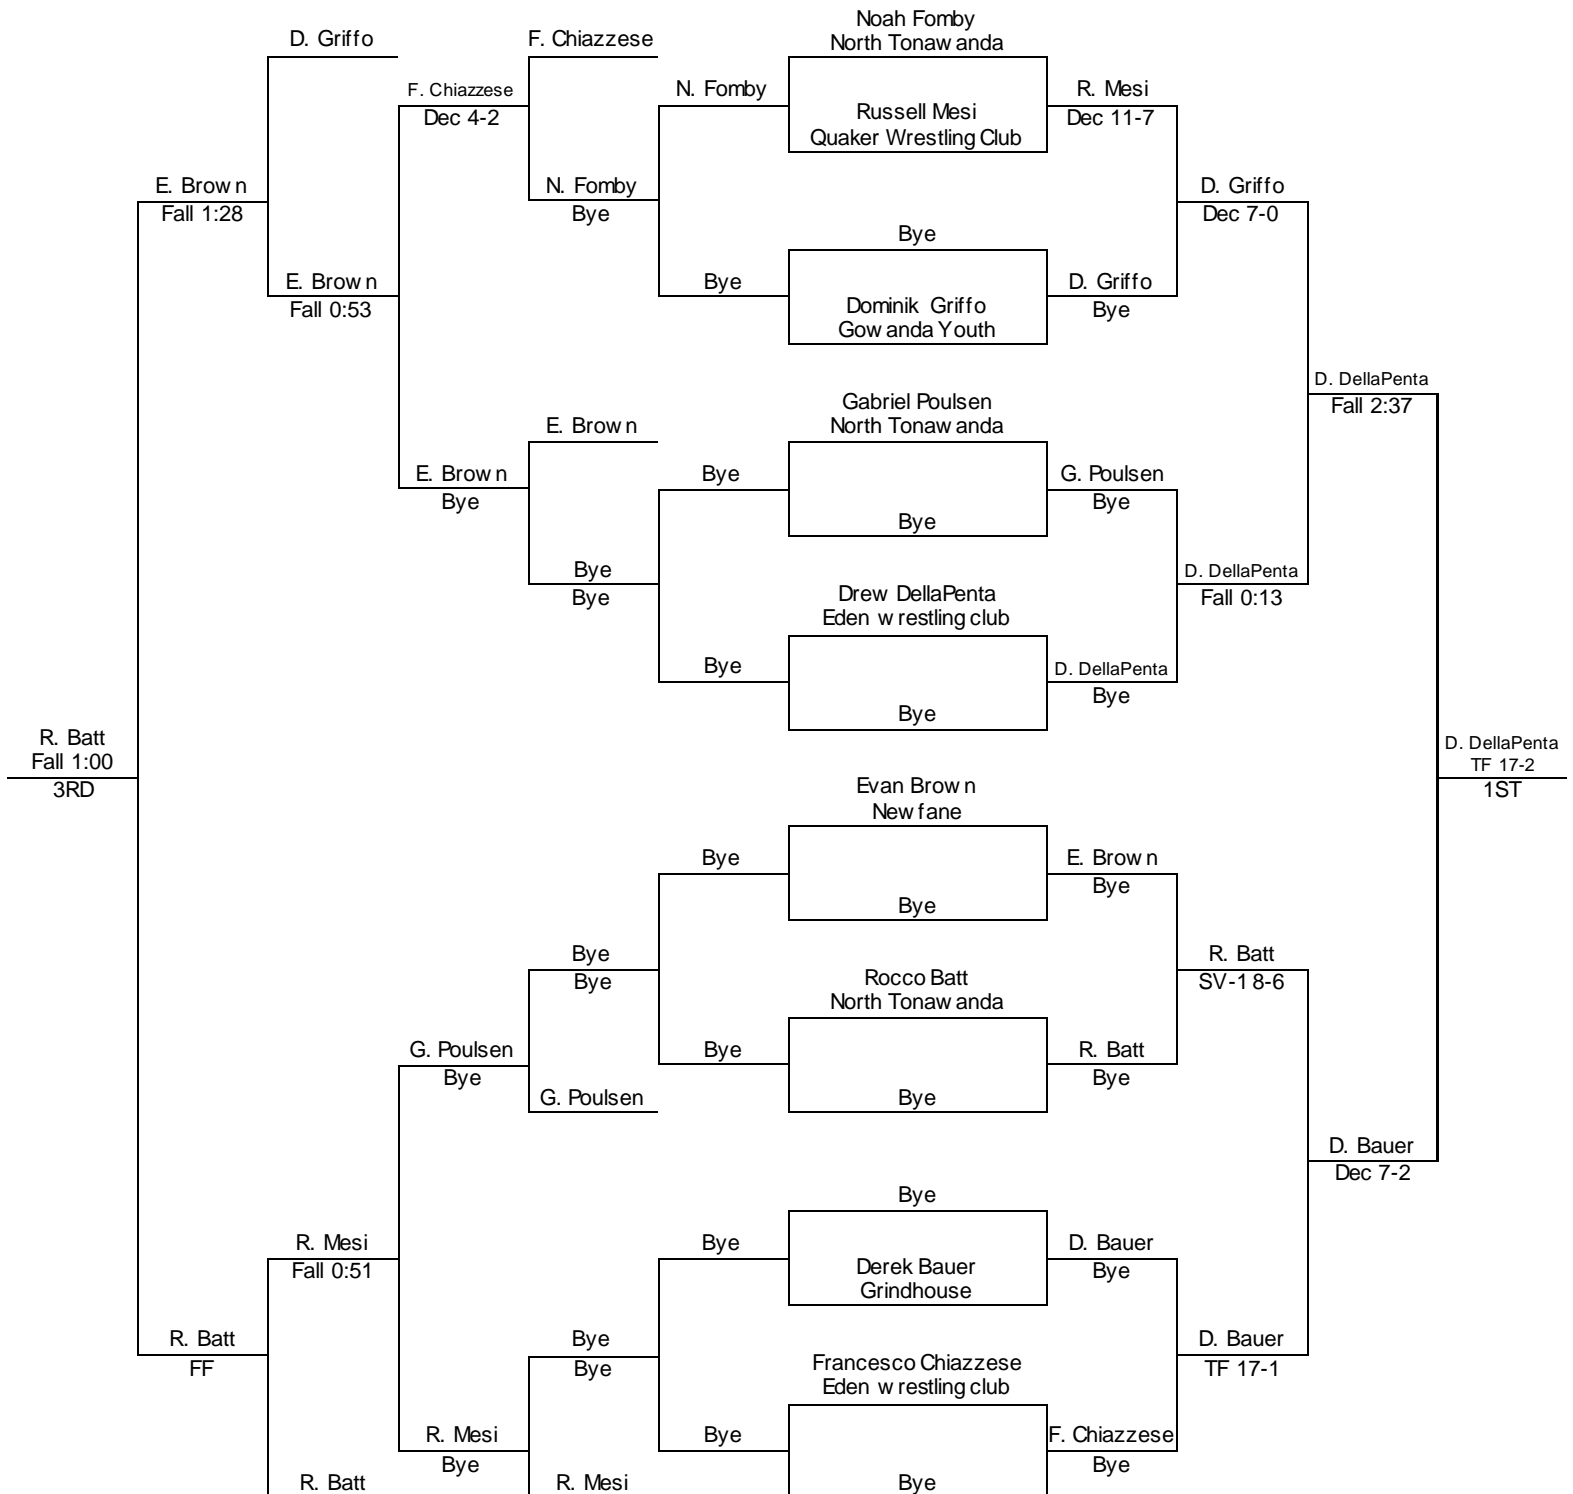 Noah Fomby
D. Griffo
F. Chiazzese
North Tonawanda
F. Chiazzese
N. Fomby
R. Mesi
Dec 4-2
Russell Mesi
Dec 11-7
Quaker Wrestling Club
E. Brown
N. Fomby
D. Griffo
Fall 1:28
Bye
Dec 7-0
Bye
E. Brown
Bye
D. Griffo
Fall 0:53
Dominik Griffo
Bye
Gowanda Youth
D. DellaPenta
Gabriel Poulsen
Fall 2:37
E. Brown
North Tonawanda
E. Brown
Bye
G. Poulsen
Bye
Bye
Bye
Bye
D. DellaPenta
Bye
Drew DellaPenta
Fall 0:13
Eden wrestling club
Bye
D. DellaPenta
Bye
Bye
R. Batt
D. DellaPenta
Fall 1:00
TF 17-2
3RD
Evan Brown
1ST
Newfane
Bye
E. Brown
Bye
Bye
Bye
R. Batt
Bye
Rocco Batt
SV-1 8-6
North Tonawanda
G. Poulsen
Bye
R. Batt
Bye
Bye
G. Poulsen
Bye
D. Bauer
Dec 7-2
Bye
R. Mesi
Bye
D. Bauer
Fall 0:51
Derek Bauer
Bye
Grindhouse
R. Batt
Bye
D. Bauer
FF
Bye
Francesco Chiazzese
TF 17-1
Eden wrestling club
R. Mesi
Bye
F. Chiazzese
Bye
Bye
R. Batt
R. Mesi
Bye